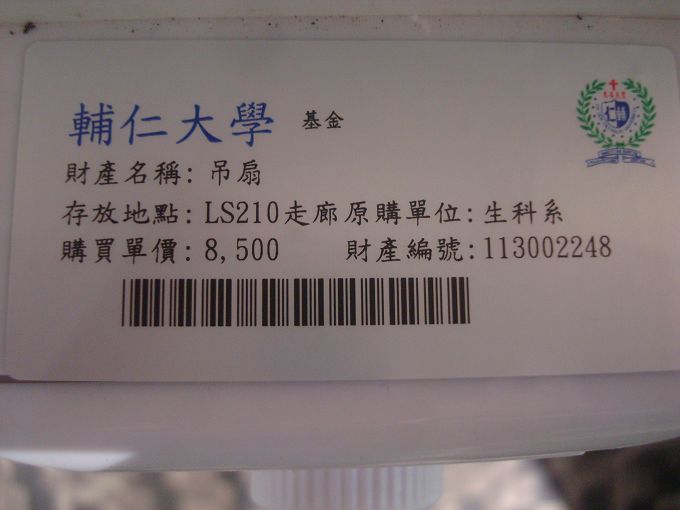 輔仁大學 基金
財產名稱: 吊扇
存放地點: LS210走廊 原購單位: 生科系
購買單價: 8,500 財產編號: 113002248